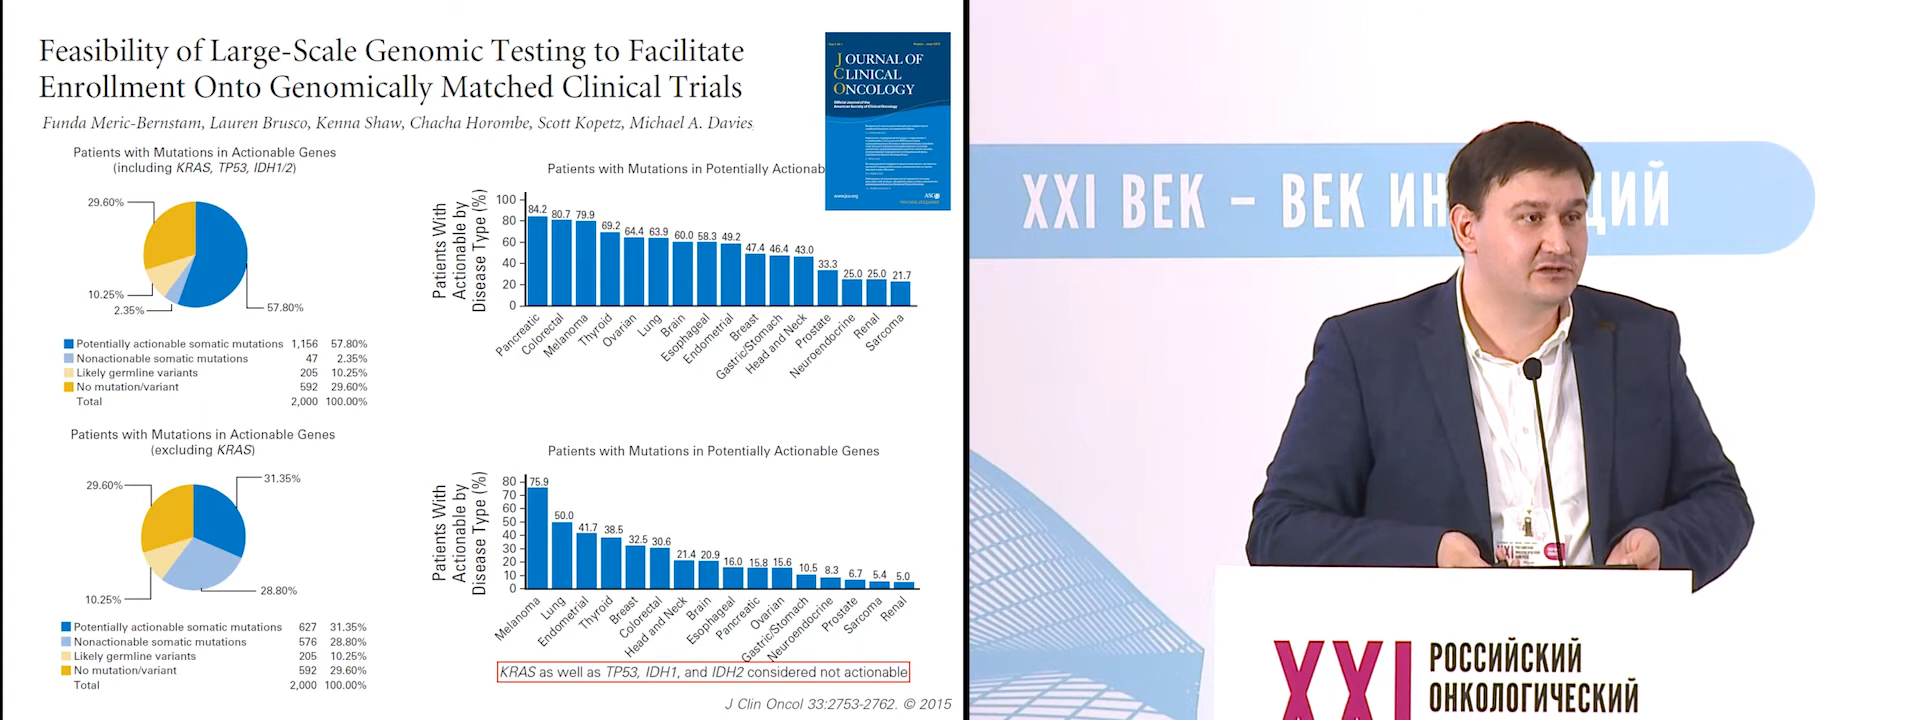 Feasibility of Large-Scale Genomic Testing to Facilitate
Enrollment Onto Genomically Matched Clinical Trials
Funda Meric-Bernstam, Lauren Brusco, Kenna Shaw, Chacha Horombe, Scott Kopetz, Michael A. Davies,
JOURNAL OF
CLINICAL
ONCOLOGY
Official Journal of the
American Society of Clinical Oncology
www.jco.org
Patients with Mutations in Actionable Genes
(including KRAS, TP53, IDH1/2)
29.60%
10.25%
2.35%
57.80%
Potentially actionable somatic mutations 1,156 57.80%
Nonactionable somatic mutations 47 2.35%
Likely germline variants 205 10.25%
No mutation/variant 592 29.60%
Total 2,000 100.00%
Patients with Mutations in Potentially Actionab
Patients With
Actionable by
Disease Type (%)
100
80
60
40
20
0
84.2 80.7 79.9 69.2 64.4 63.9 60.0 58.3 49.2 47.4 46.4 43.0 33.3 25.0 25.0 21.7
Pancreatic Colorectal Melanoma Thyroid Ovarian Lung Brain Esophageal Endometrial Breast Gastric/Stomach Head and Neck Prostate Neuroendocrine Renal Sarcoma
Patients with Mutations in Actionable Genes
(excluding KRAS)
29.60%
31.35%
10.25%
28.80%
Potentially actionable somatic mutations 627 31.35%
Nonactionable somatic mutations 576 28.80%
Likely germline variants 205 10.25%
No mutation/variant 592 29.60%
Total 2,000 100.00%
Patients with Mutations in Potentially Actionable Genes
Patients With
Actionable by
Disease Type (%)
80
70
60
50
40
30
20
10
0
75.9 50.0 41.7 38.5 32.5 30.6 21.4 20.9 16.0 15.8 15.6 10.5 8.3 6.7 5.4 5.0
Melanoma Lung Endometrial Thyroid Breast Colorectal Head and Neck Brain Esophageal Pancreatic Ovarian Gastric/Stomach Neuroendocrine Prostate Sarcoma Renal
KRAS as well as TP53, IDH1, and IDH2 considered not actionable
J Clin Oncol 33:2753-2762. © 2015
XXI ВЕК – ВЕК ИН ЦИЙ
XXI
XXI
РОССИЙСКИЙ
ОНКОЛОГИЧЕСКИЙ